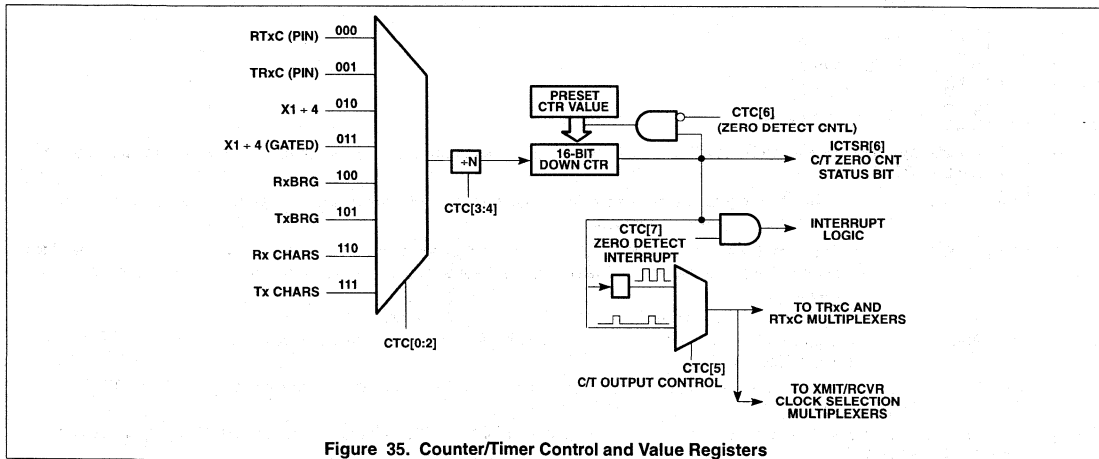 RTxC (PIN) 000
TRxC (PIN) 001
X1 ÷ 4 010
X1 ÷ 4 (GATED) 011
RxBRG 100
TxBRG 101
Rx CHARS 110
Tx CHARS 111
CTC[0:2]
÷N
CTC[3:4]
PRESET
CTR VALUE
16-BIT
DOWN CTR
CTC[6]
(ZERO DETECT CNTL)
ICTSR[6]
C/T ZERO CNT
STATUS BIT
CTC[7]
ZERO DETECT
INTERRUPT
INTERRUPT
LOGIC
TO TRxC AND
RTxC MULTIPLEXERS
CTC[5]
C/T OUTPUT CONTROL
TO XMIT/RCVR
CLOCK SELECTION
MULTIPLEXERS
Figure 35. Counter/Timer Control and Value Registers